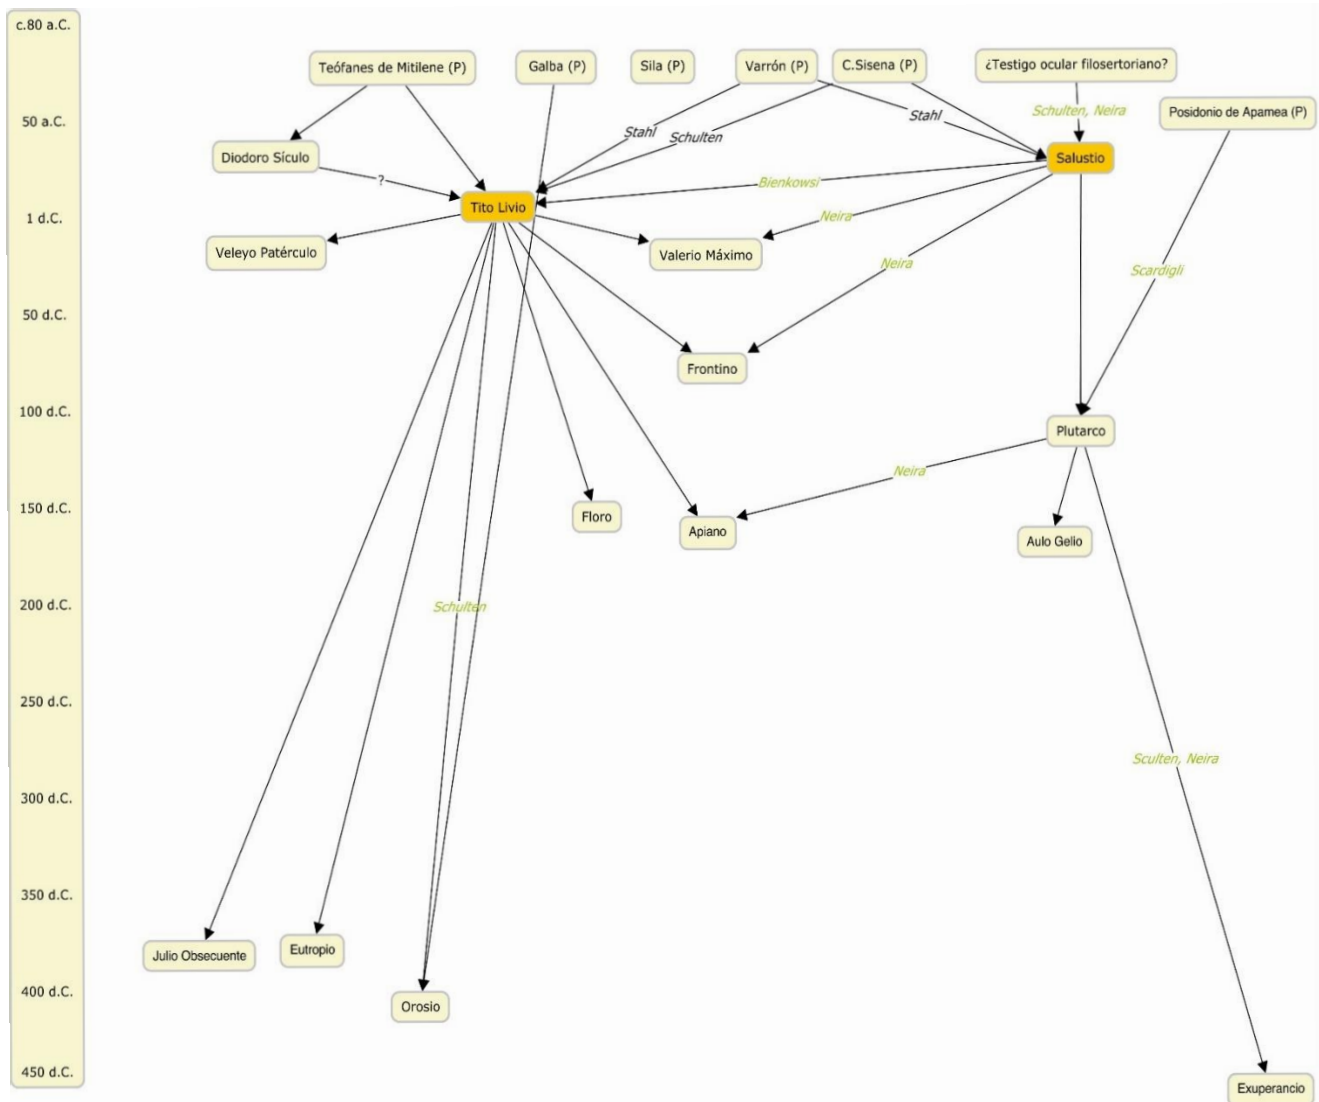 c.80 a.C.
50 a.C.
1 d.C.
50 d.C.
100 d.C.
150 d.C.
200 d.C.
250 d.C.
300 d.C.
350 d.C.
400 d.C.
450 d.C.
Teófanes de Mitilene (P)
Galba (P)
Sila (P)
Varrón (P)
C.Sisena (P)
¿Testigo ocular filosertoriano?
Posidonio de Apamea (P)
Stahl
Schulten
Stahl
Schulten, Neira
Diodoro Sículo
Salustio
?
Bienkowsi
Tito Livio
Neira
Veleyo Patérculo
Valerio Máximo
Neira
Scardigli
Frontino
Plutarco
Neira
Floro
Apiano
Aulo Gelio
Schulten
Sculten, Neira
Julio Obsecuente
Eutropio
Orosio
Exuperancio